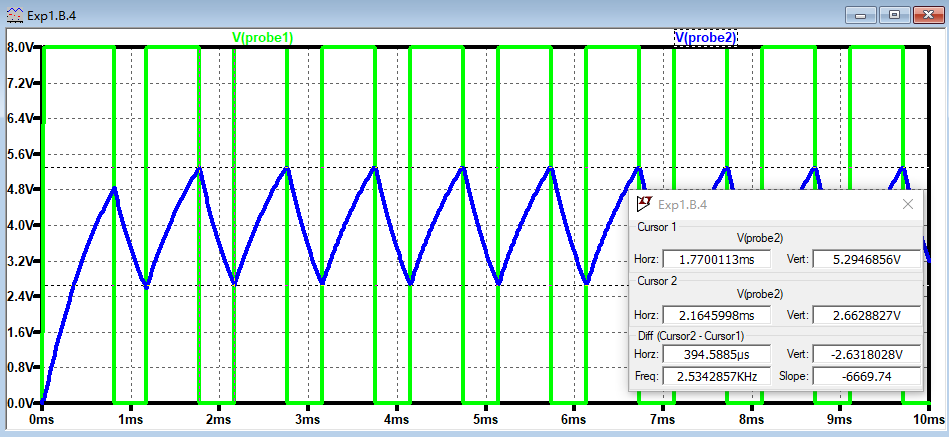 Exp1.B.4
V(probe1) V(probe2)
8.0V
7.2V
6.4V
5.6V
4.8V
4.0V
3.2V
2.4V
1.6V
0.8V
0.0V
0ms 1ms 2ms 3ms 4ms 5ms 6ms 7ms 8ms 9ms 10ms
Exp1.B.4
Cursor 1
V(probe2)
Horz: 1.7700113ms Vert: 5.2946856V
Cursor 2
V(probe2)
Horz: 2.1645998ms Vert: 2.6628827V
Diff (Cursor2 - Cursor1)
Horz: 394.5885µs Vert: -2.6318028V
Freq: 2.5342857KHz Slope: -6669.74